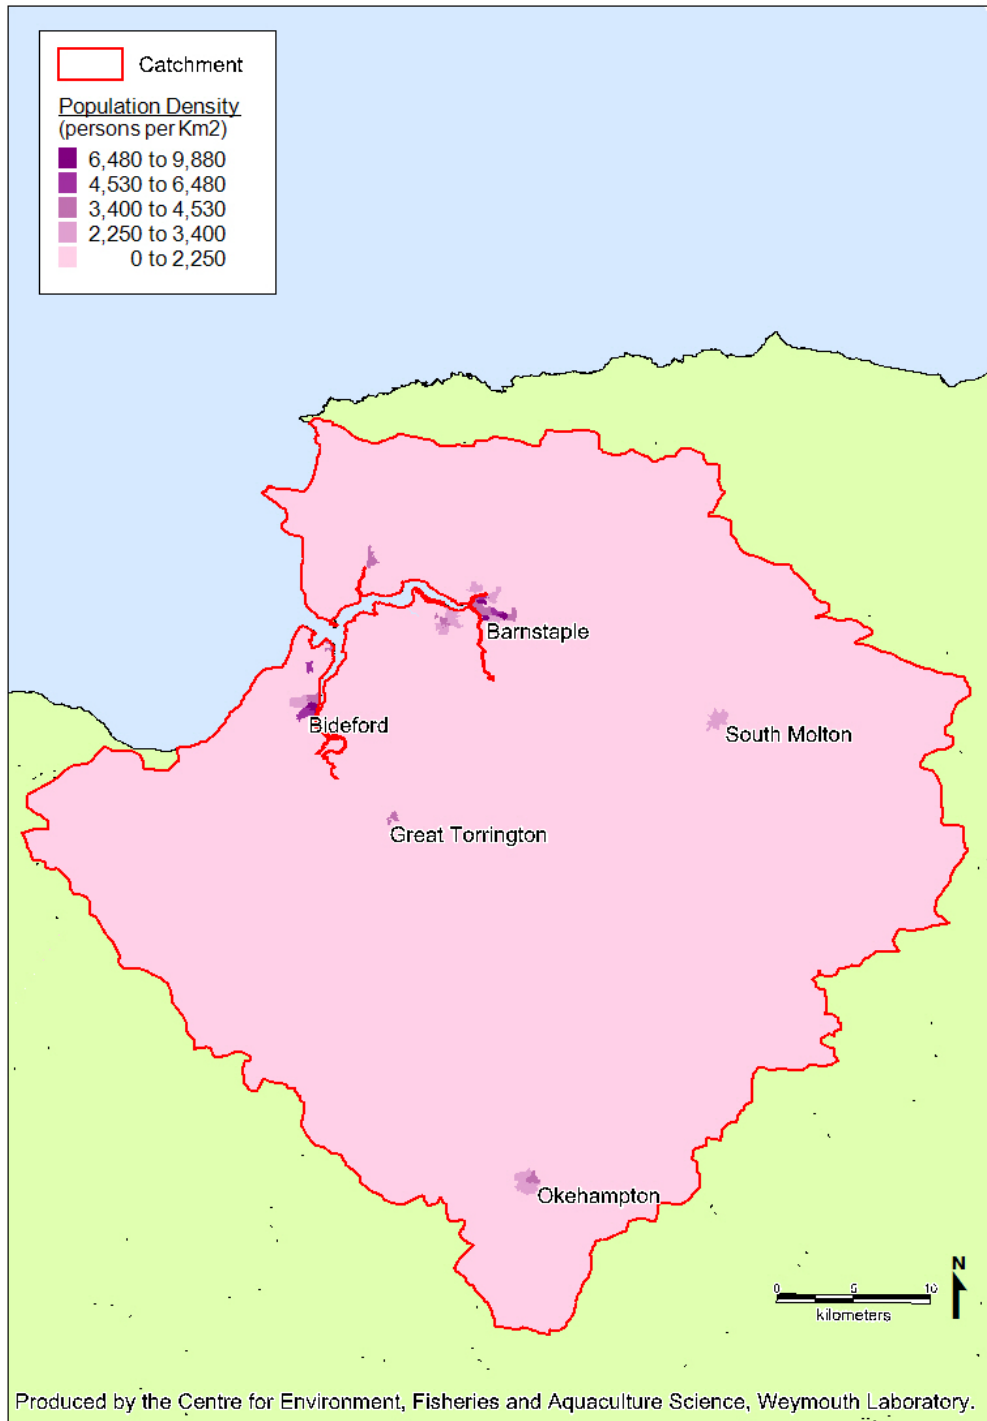 Catchment
Population Density
(persons per Km2)
6,480 to 9,880
4,530 to 6,480
3,400 to 4,530
2,250 to 3,400
0 to 2,250
Barnstaple
Bideford
South Molton
Great Torrington
Okehampton
N
0 5 10
kilometers
Produced by the Centre for Environment, Fisheries and Aquaculture Science, Weymouth Laboratory.